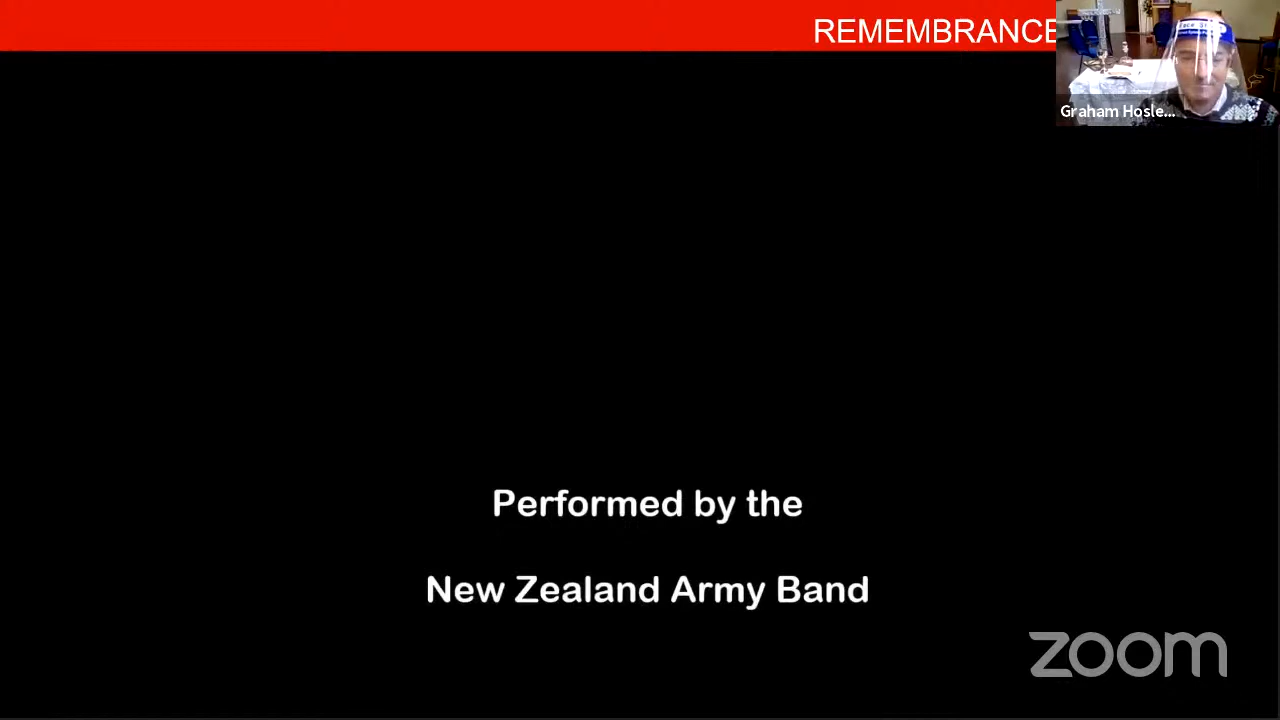 REMEMBRANCE
Graham Hosle...
Performed by the
New Zealand Army Band
zoom